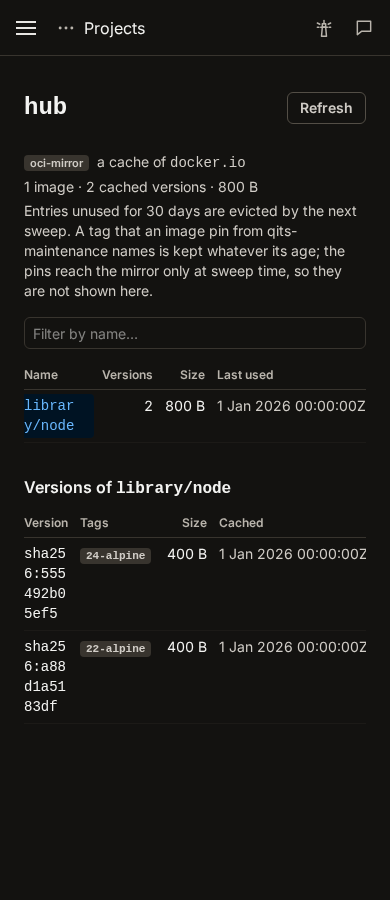 ··· Projects
hub
Refresh
oci-mirror a cache of docker.io
1 image · 2 cached versions · 800 B
Entries unused for 30 days are evicted by the next
sweep. A tag that an image pin from qits-
maintenance names is kept whatever its age; the
pins reach the mirror only at sweep time, so they
are not shown here.
Filter by name...
Name Versions Size Last used
librar
y/node
2 800 B 1 Jan 2026 00:00:00Z
Versions of library/node
Version Tags Size Cached
sha25
6:555
492b0
5ef5
24-alpine 400 B 1 Jan 2026 00:00:00Z
sha25
6:a88
d1a51
83df
22-alpine 400 B 1 Jan 2026 00:00:00Z